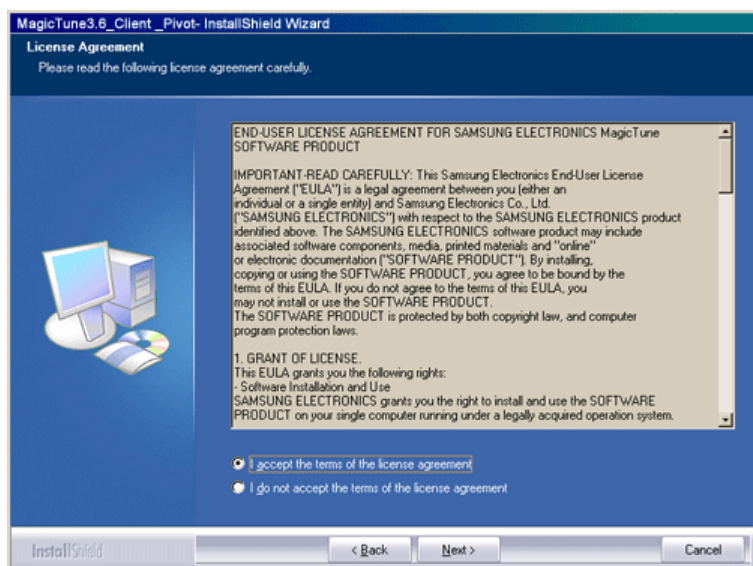 MagicTune3.6_Client _Pivot- InstallShield Wizard
License Agreement
Please read the following license agreement carefully.
END-USER LICENSE AGREEMENT FOR SAMSUNG ELECTRONICS MagicTune
SOFTWARE PRODUCT
IMPORTANT-READ CAREFULLY: This Samsung Electronics End-User License
Agreement ("EULA") is a legal agreement between you (either an
individual or a single entity) and Samsung Electronics Co., Ltd.
("SAMSUNG ELECTRONICS") with respect to the SAMSUNG ELECTRONICS product
identified above. The SAMSUNG ELECTRONICS software product may include
associated software components, media, printed materials and "online"
or electronic documentation ("SOFTWARE PRODUCT"). By installing,
copying or using the SOFTWARE PRODUCT, you agree to be bound by the
terms of this EULA. If you do not agree to the terms of this EULA, you
may not install or use the SOFTWARE PRODUCT.
The SOFTWARE PRODUCT is protected by both copyright law, and computer
program protection laws.
1. GRANT OF LICENSE.
This EULA grants you the following rights:
- Software Installation and Use
SAMSUNG ELECTRONICS grants you the right to install and use the SOFTWARE
PRODUCT on your single computer running under a legally acquired operation system.
I accept the terms of the license agreement
I do not accept the terms of the license agreement
InstallShield
< Back
Next >
Cancel